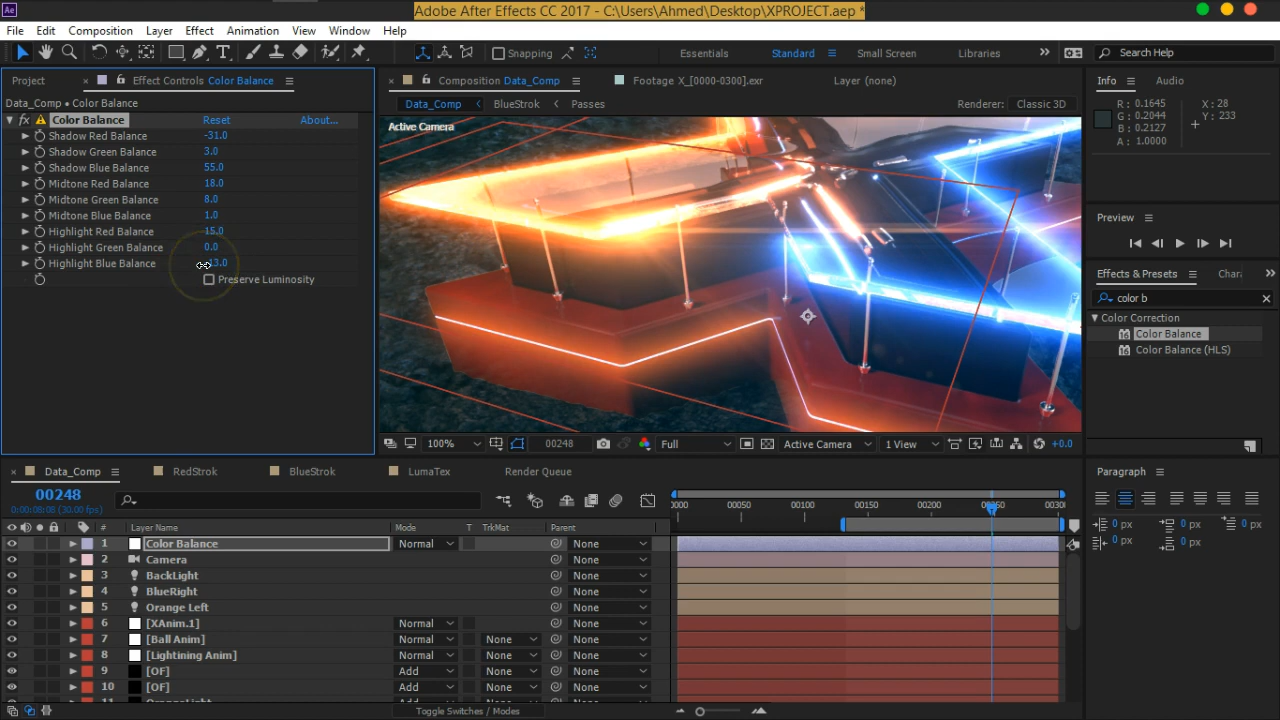 Ae
Adobe After Effects CC 2017 - C:\Users\Ahmed\Desktop\XPROJECT.aep *
File Edit Composition Layer Effect Animation View Window Help
Snapping Essentials Standard Small Screen Libraries Search Help
Project Effect Controls Color Balance
Composition Data_Comp Footage X_[0000-0300].exr Layer (none)
Info Audio
Data_Comp • Color Balance
Data_Comp BlueStrok Passes Renderer: Classic 3D
R: 0.1645 X: 28
G: 0.2044 Y: 233
B: 0.2127
A: 1.0000
fx Color Balance Reset About...
Shadow Red Balance -31.0
Shadow Green Balance 3.0
Shadow Blue Balance 55.0
Midtone Red Balance 18.0
Midtone Green Balance 8.0
Midtone Blue Balance 1.0
Highlight Red Balance 15.0
Highlight Green Balance 0.0
Highlight Blue Balance
Preserve Luminosity
Active Camera
100% 00248 Full Active Camera 1 View +0.0
Preview
Effects & Presets
color b
Color Correction
Color Balance
Color Balance (HLS)
Data_Comp RedStrok BlueStrok LumaTex Render Queue
Paragraph
00248
0:00:08:08 (30.00 fps)
0000 00050 00100 00150 00200 00250 00300
# Layer Name Mode T TrkMat Parent
1 Color Balance Normal None
2 Camera None
3 BackLight None
4 BlueRight None
5 Orange Left None
6 [XAnim.1] Normal None
7 [Ball Anim] Normal None None
8 [Lightining Anim] Normal None None
9 [OF] Add None None
10 [OF] Add None None
Toggle Switches / Modes
0 px 0 px 0 px
0 px 0 px